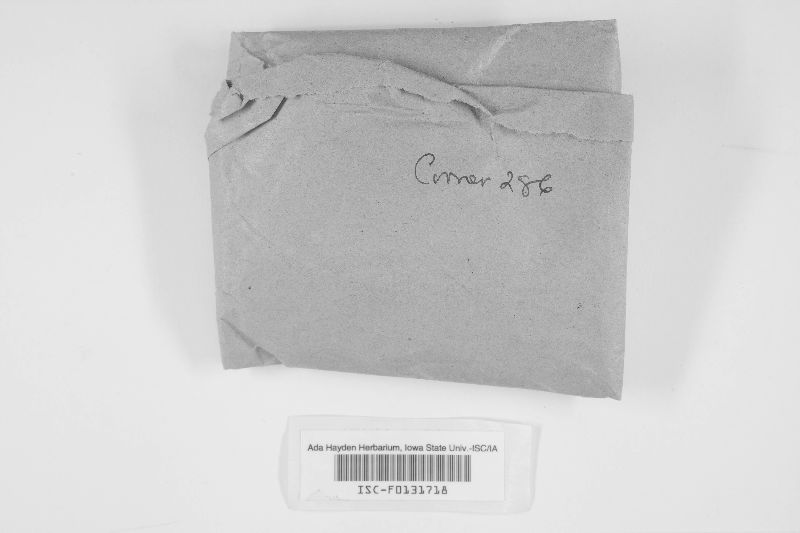 Corner 286
Ada Hayden Herbarium, Iowa State Univ.-ISC/IA
ISC-F0131718